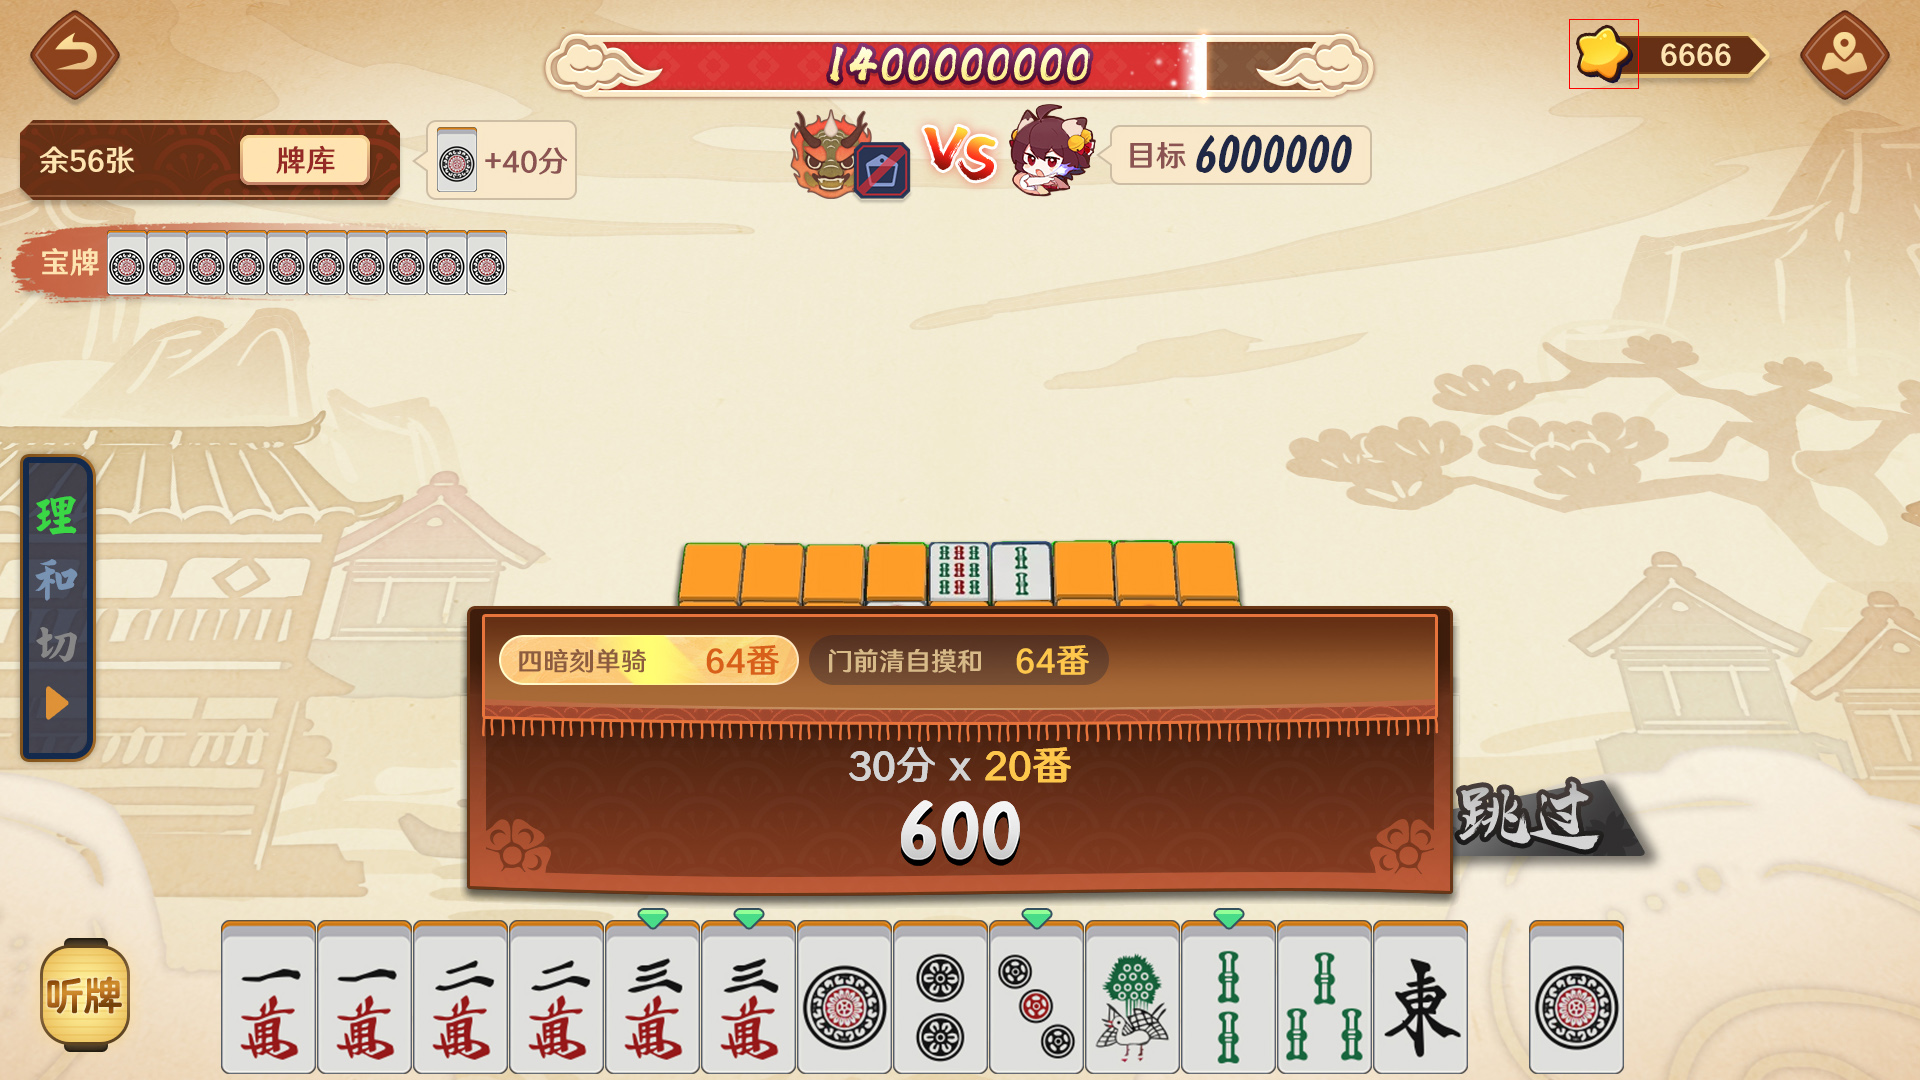 1400000000
6666
余56张
牌库
+40分
VS
目标 6000000
宝牌
理
和
切
四暗刻单骑 64番
门前清自摸和 64番
30分 x 20番
600
跳过
听牌
一萬 一萬 二萬 二萬 三萬 三萬 東